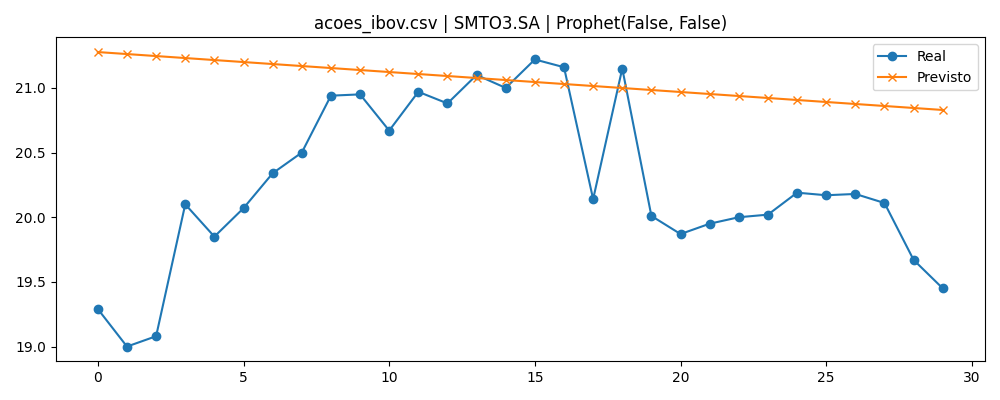 acoes_ibov.csv | SMTO3.SA | Prophet(False, False)
Real
Previsto
21.0
20.5
20.0
19.5
19.0
0 5 10 15 20 25 30